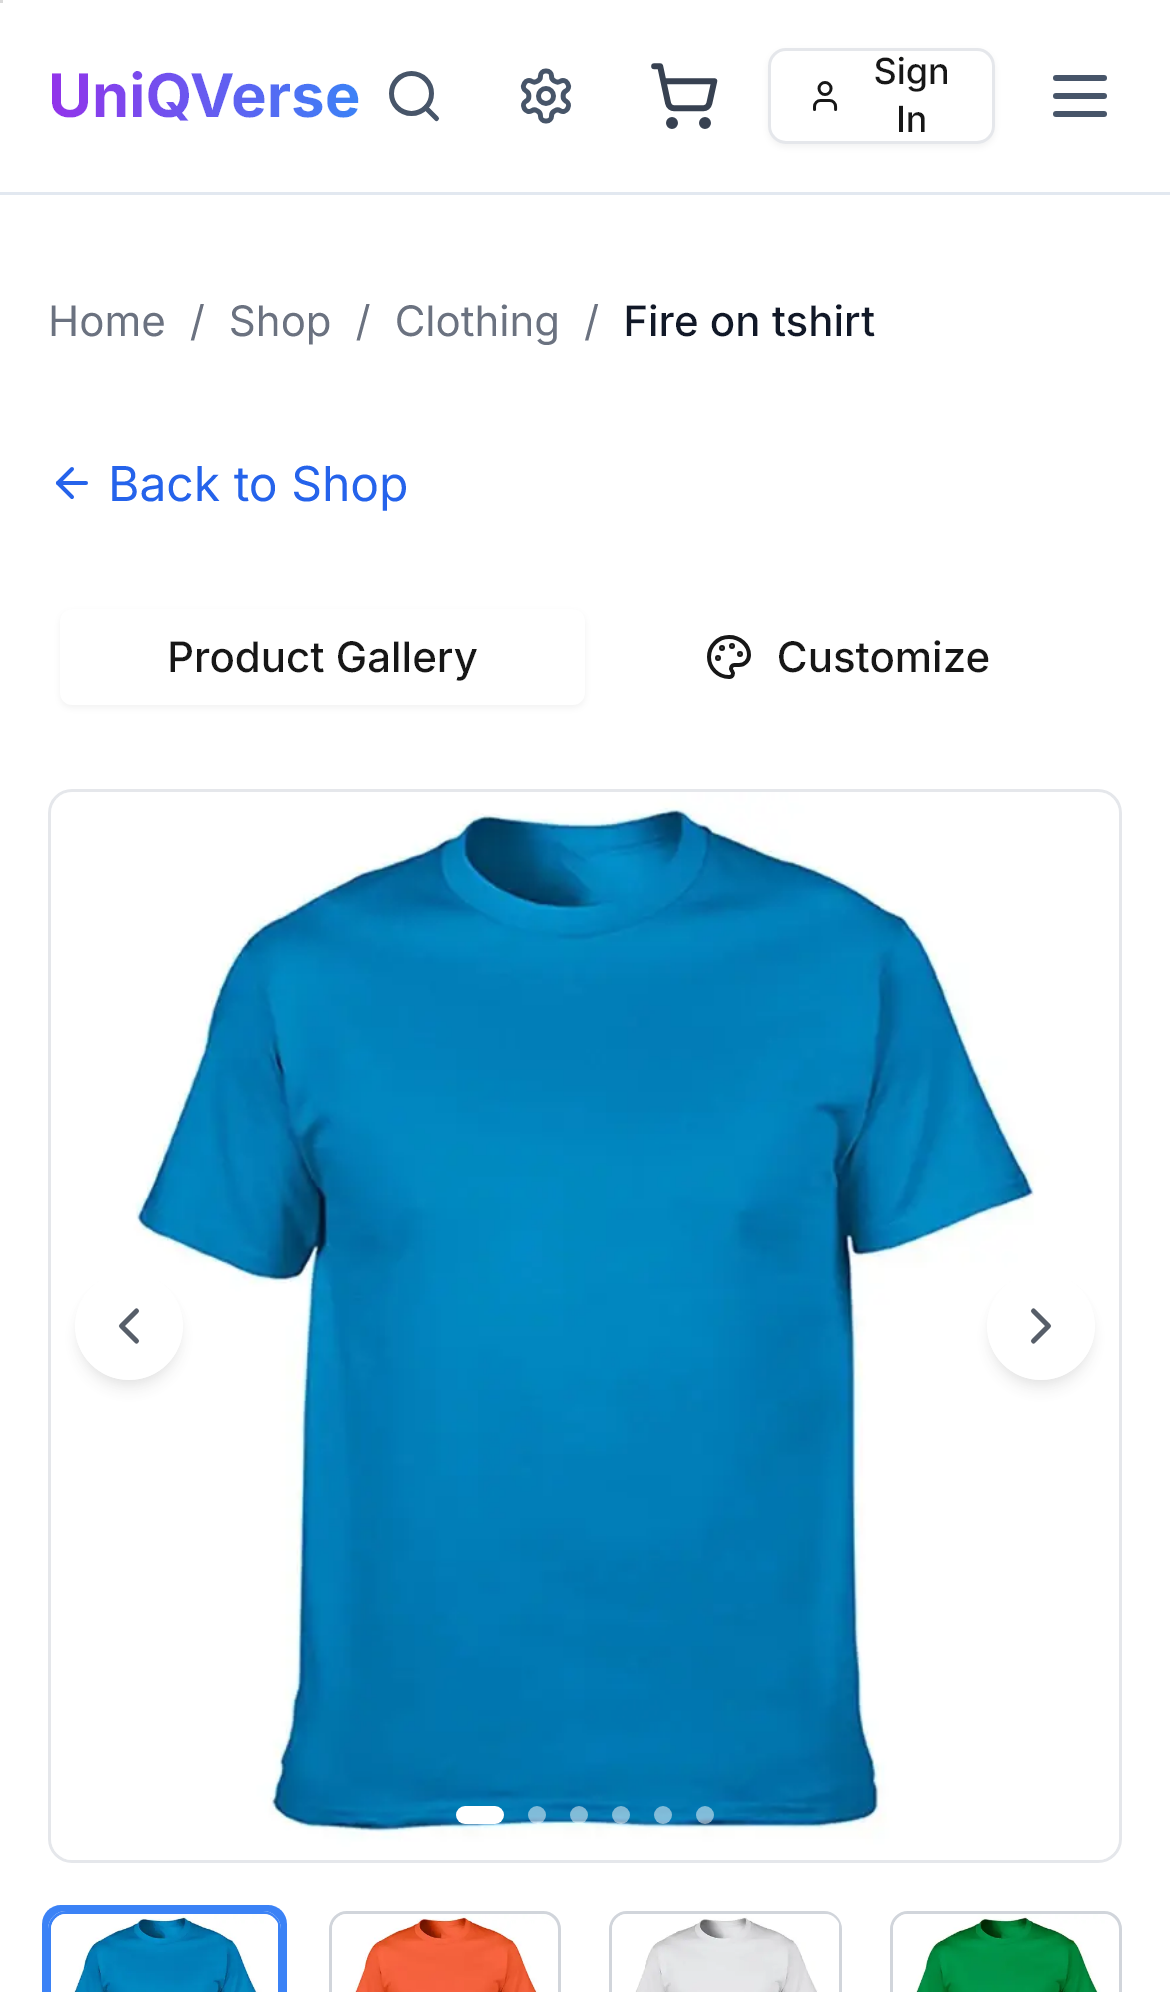 UniQVerse
Sign
In
Home / Shop / Clothing / Fire on tshirt
Back to Shop
Product Gallery
Customize